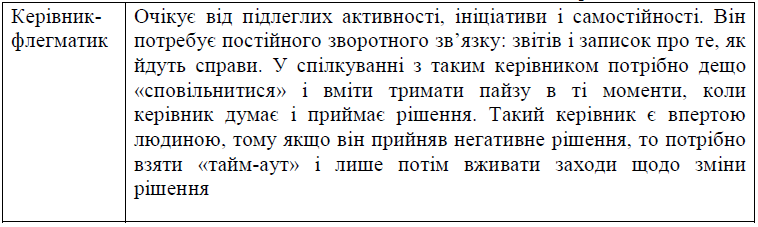 Керівник-
флегматик
Очікує від підлеглих активності, ініціативи і самостійності. Він
потребує постійного зворотного зв’язку: звітів і записок про те, як
йдуть справи. У спілкуванні з таким керівником потрібно дещо
«сповільнитися» і вміти тримати пайзу в ті моменти, коли
керівник думає і приймає рішення. Такий керівник є впертою
людиною, тому якщо він прийняв негативне рішення, то потрібно
взяти «тайм-аут» і лише потім вживати заходи щодо зміни
рішення